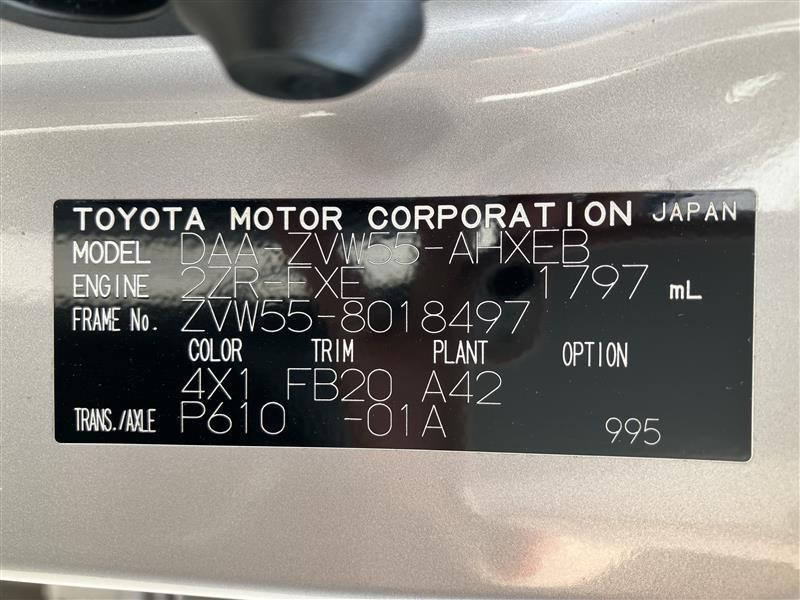 TOYOTA MOTOR CORPORATION JAPAN
MODEL DAA-ZVW55-AHXEB
ENGINE 2ZR-FXE 1797 mL
FRAME No. ZVW55-8018497
COLOR TRIM PLANT OPTION
4X1 FB20 A42
TRANS./AXLE P610 -01A 995